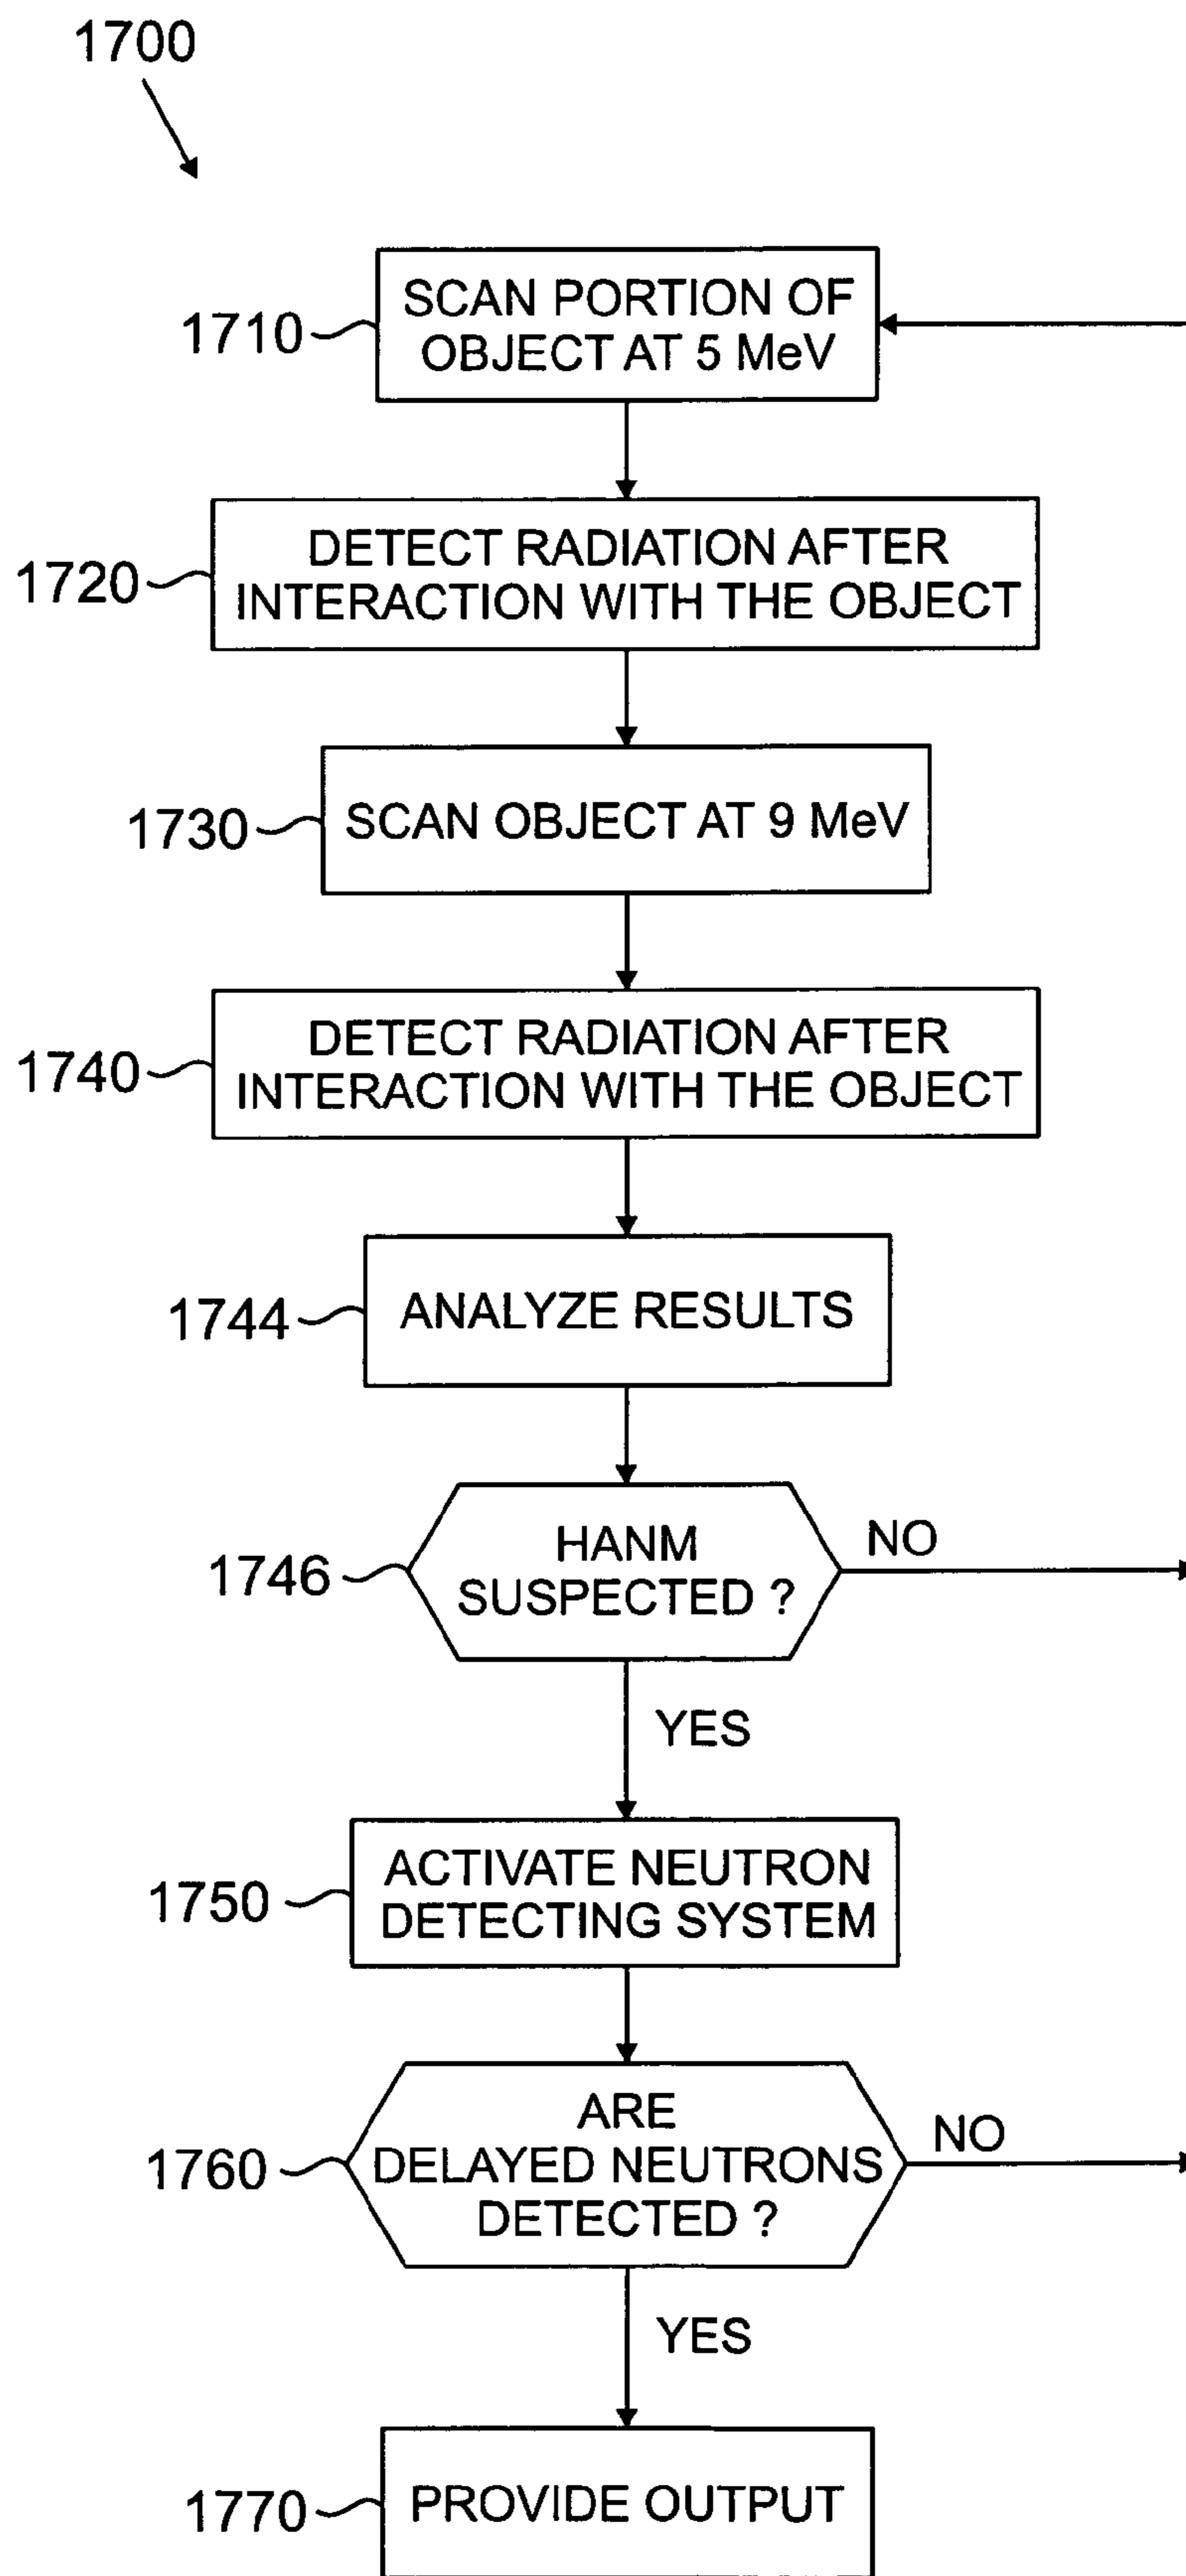 1700
1710
SCAN PORTION OF
OBJECT AT 5 MeV
1720
DETECT RADIATION AFTER
INTERACTION WITH THE OBJECT
1730
SCAN OBJECT AT 9 MeV
1740
DETECT RADIATION AFTER
INTERACTION WITH THE OBJECT
1744
ANALYZE RESULTS
1746
HANM
SUSPECTED ?
NO
YES
1750
ACTIVATE NEUTRON
DETECTING SYSTEM
1760
ARE
DELAYED NEUTRONS
DETECTED ?
NO
YES
1770
PROVIDE OUTPUT